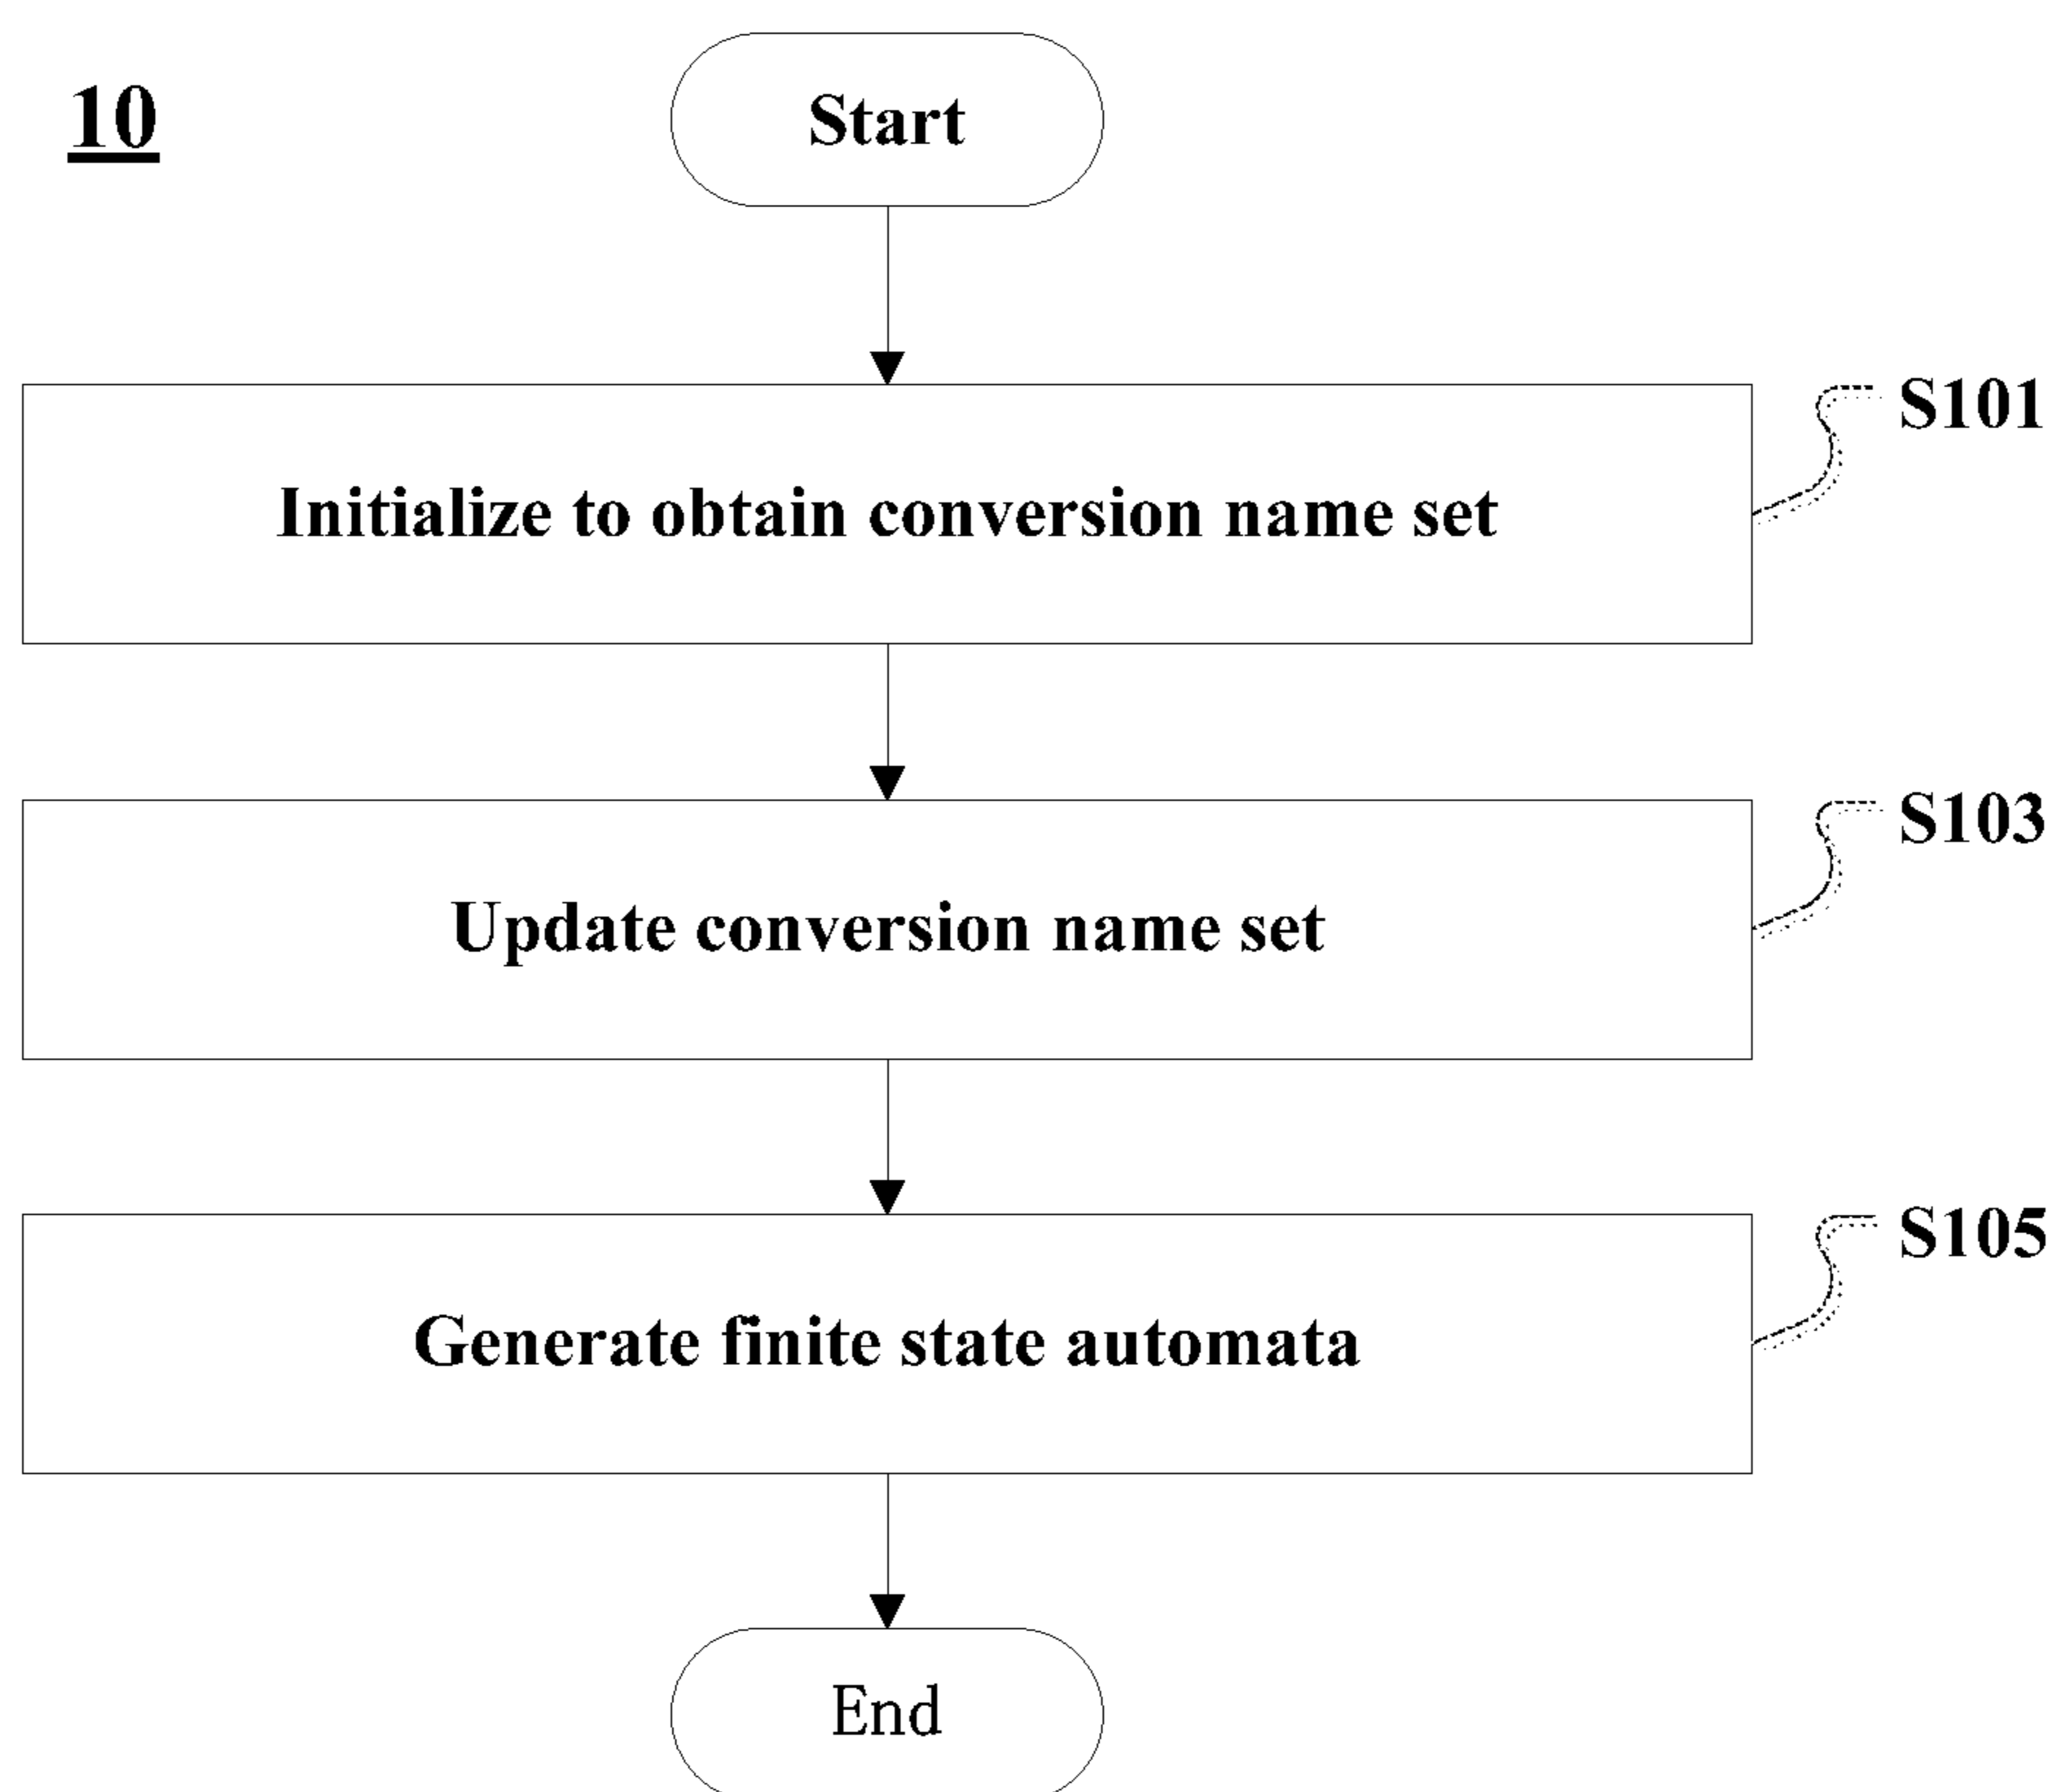 10
Start
S101
Initialize to obtain conversion name set
S103
Update conversion name set
S105
Generate finite state automata
End